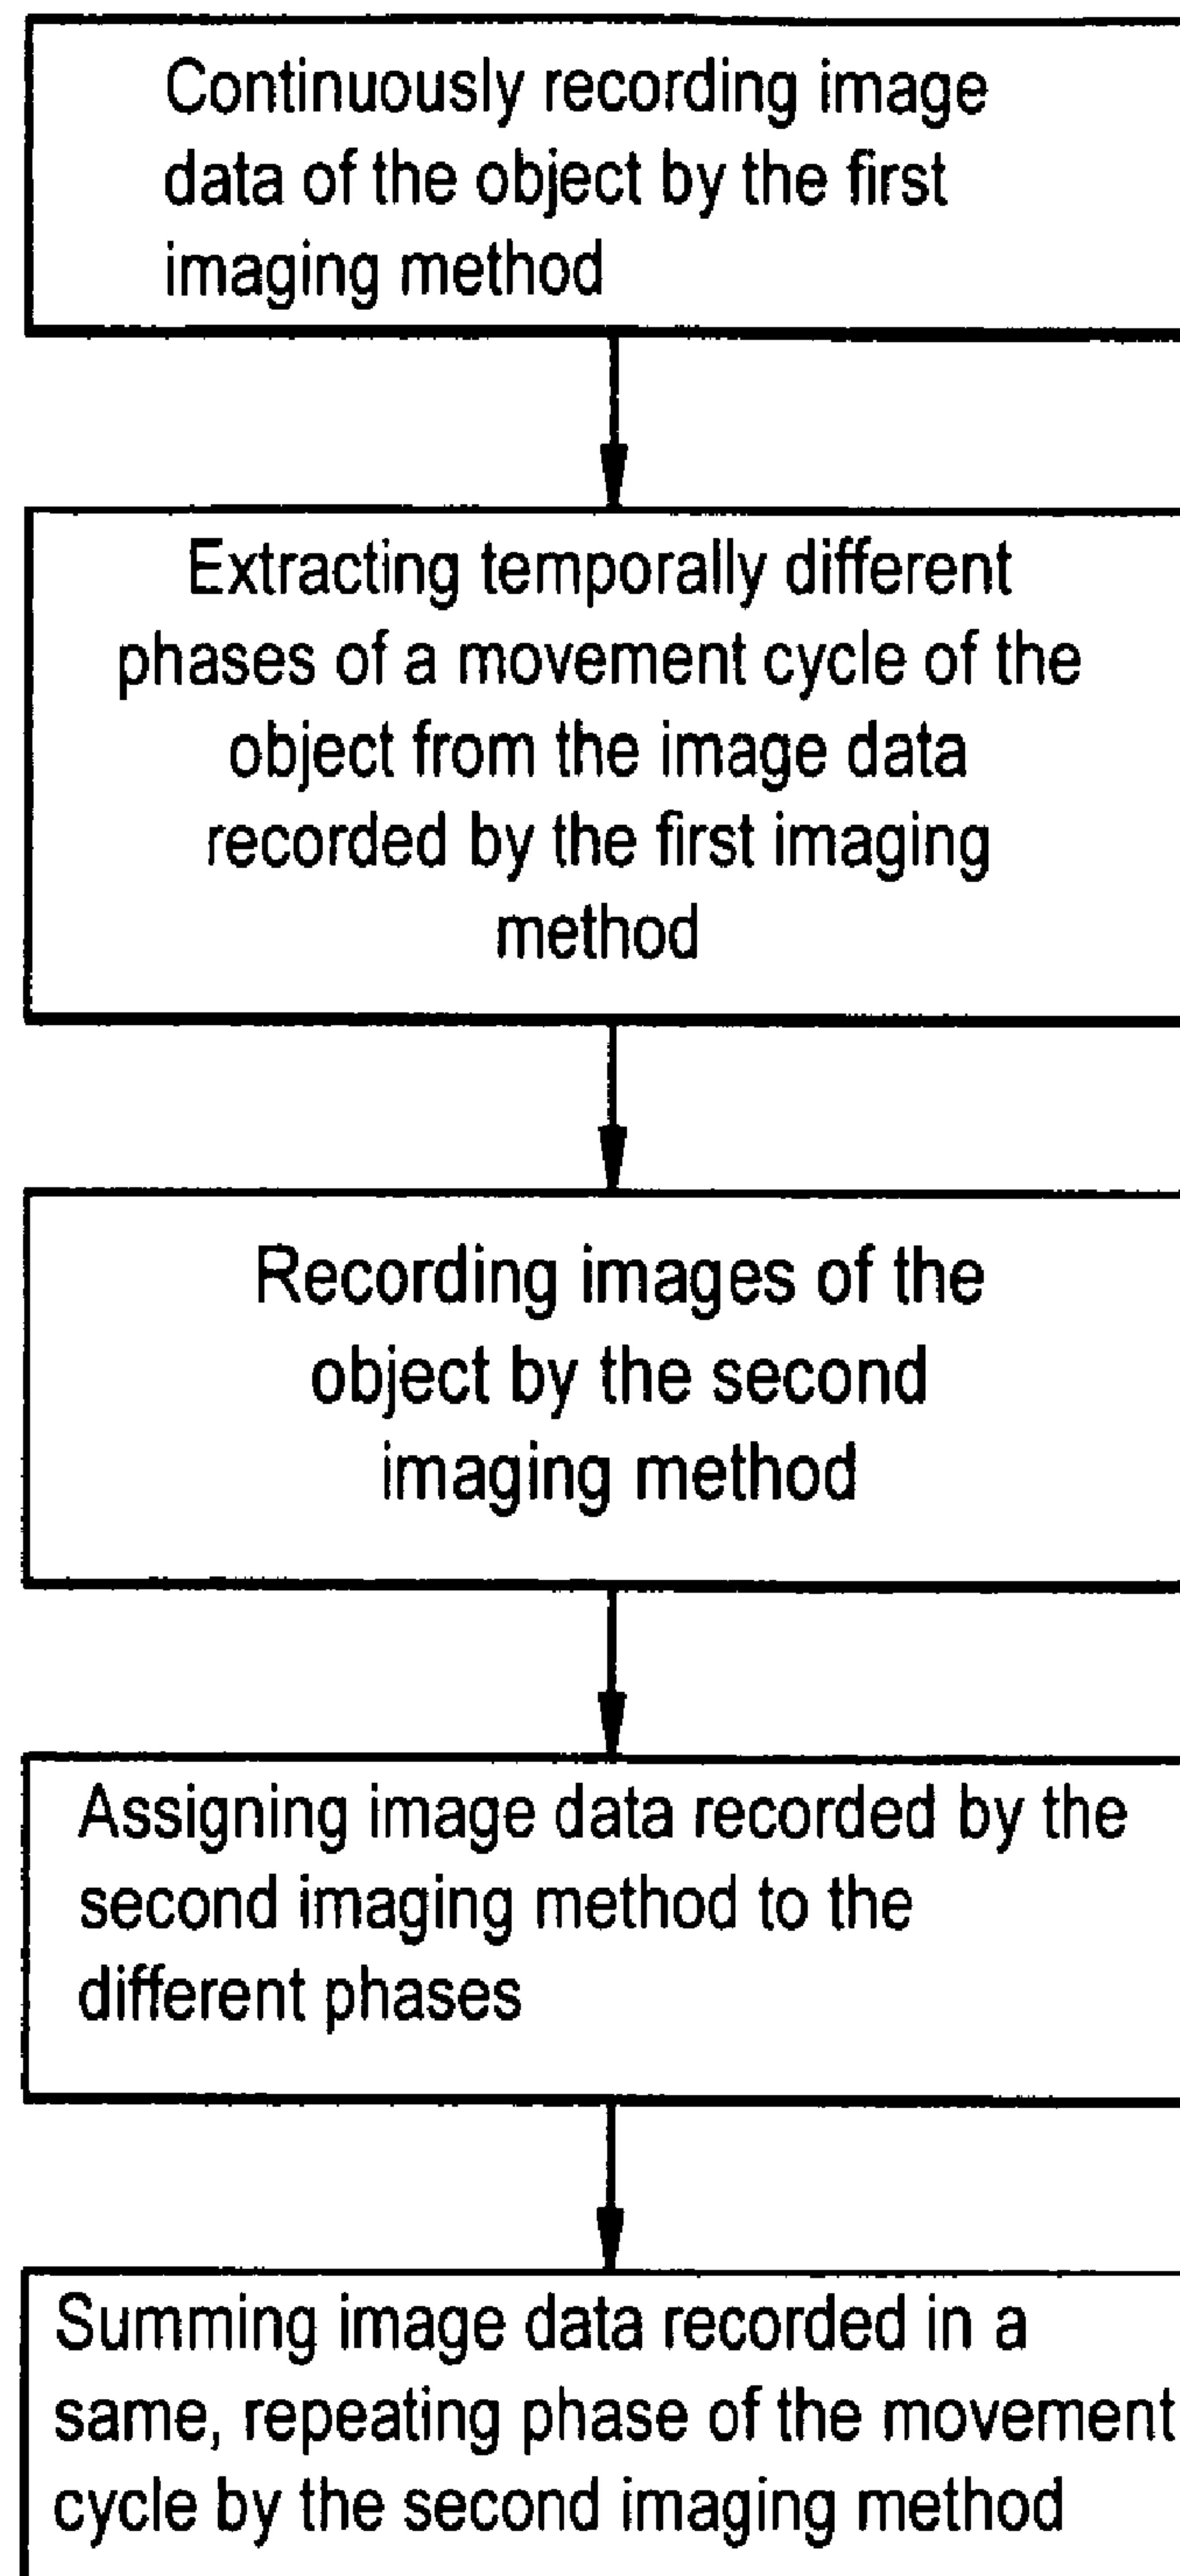 Continuously recording image
data of the object by the first
imaging method
Extracting temporally different
phases of a movement cycle of the
object from the image data
recorded by the first imaging
method
Recording images of the
object by the second
imaging method
Assigning image data recorded by the
second imaging method to the
different phases
Summing image data recorded in a
same, repeating phase of the movement
cycle by the second imaging method